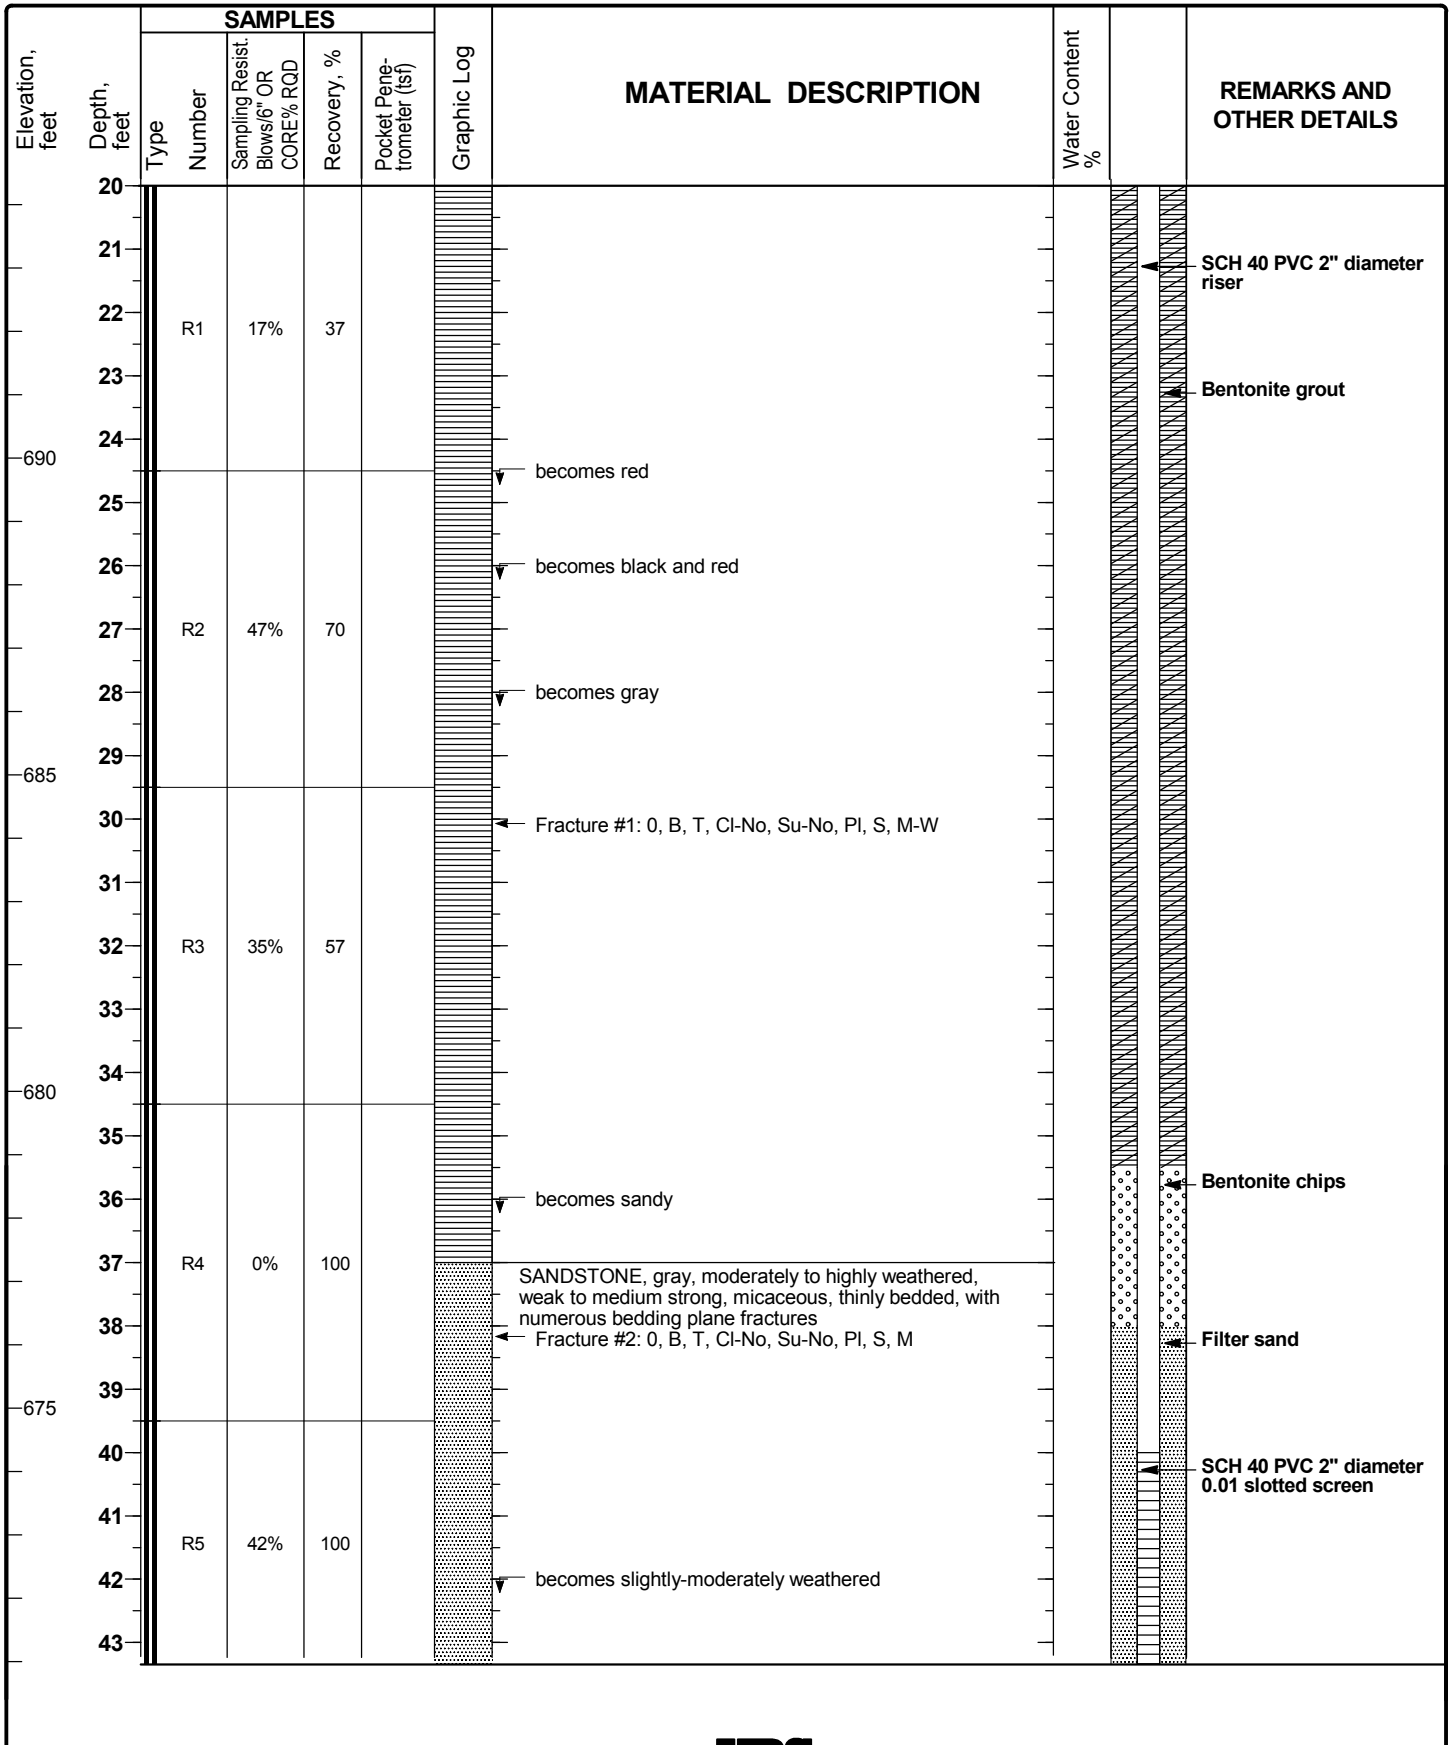 SAMPLES
Elevation,
feet
Depth,
feet
Type
Number
Sampling Resist.
Blows/6" OR
CORE% RQD
Recovery, %
Pocket Pene-
trometer (tsf)
Graphic Log
MATERIAL DESCRIPTION
Water Content
%
REMARKS AND
OTHER DETAILS
20
21
SCH 40 PVC 2" diameter
riser
22
R1 17% 37
23
Bentonite grout
24
690
becomes red
25
26
becomes black and red
27
R2 47% 70
28
becomes gray
29
685
30
Fracture #1: 0, B, T, Cl-No, Su-No, Pl, S, M-W
31
32
R3 35% 57
33
34
680
35
Bentonite chips
36
becomes sandy
37
R4 0% 100
SANDSTONE, gray, moderately to highly weathered,
weak to medium strong, micaceous, thinly bedded, with
numerous bedding plane fractures
38
Fracture #2: 0, B, T, Cl-No, Su-No, Pl, S, M
Filter sand
39
675
40
SCH 40 PVC 2" diameter
0.01 slotted screen
41
R5 42% 100
42
becomes slightly-moderately weathered
43